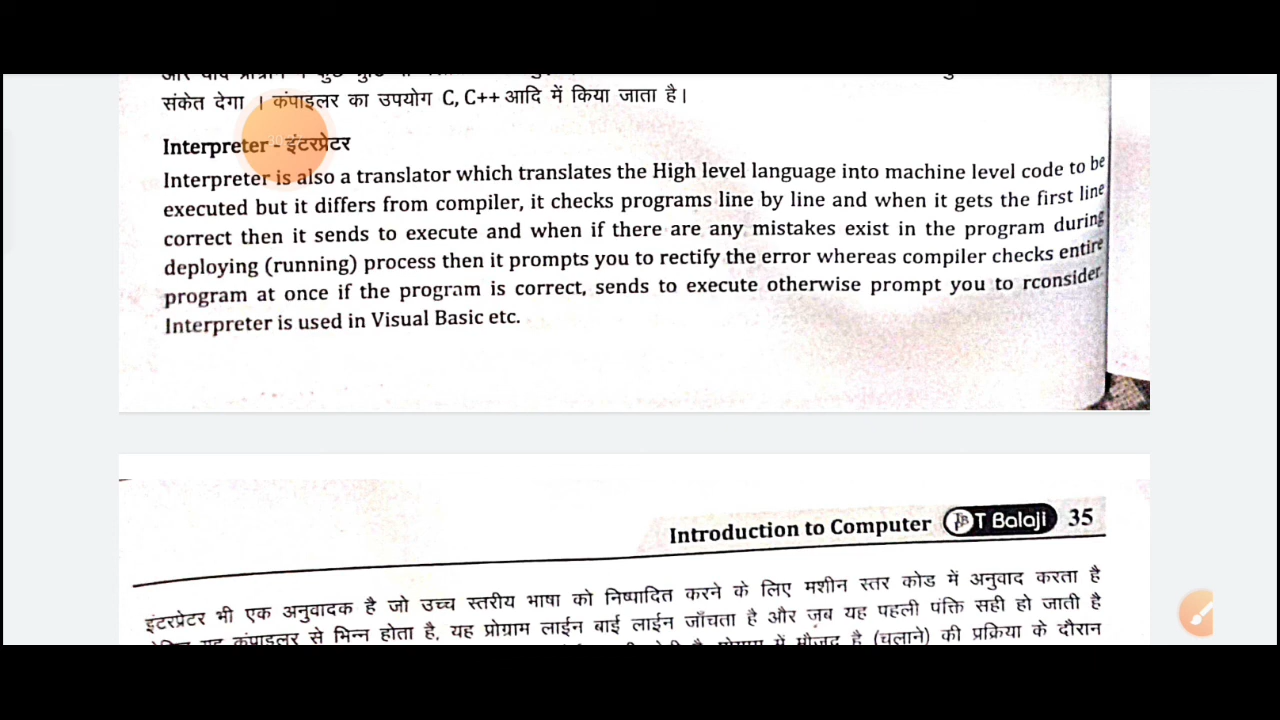 संकेत देगा । कंपाइलर का उपयोग C, C++ आदि में किया जाता है।
Interpreter - इंटरप्रेटर
Interpreter is also a translator which translates the High level language into machine level code to be
executed but it differs from compiler, it checks programs line by line and when it gets the first line
correct then it sends to execute and when if there are any mistakes exist in the program during
deploying (running) process then it prompts you to rectify the error whereas compiler checks entire
program at once if the program is correct, sends to execute otherwise prompt you to rconsider
Interpreter is used in Visual Basic etc.
Introduction to Computer T Balaji 35
इंटरप्रेटर भी एक अनुवादक है जो उच्च स्तरीय भाषा को निष्पादित करने के लिए मशीन स्तर कोड में अनुवाद करता है
कंपाइलर से भिन्न होता है, यह प्रोग्राम लाईन बाई लाईन जाँचता है और जब यह पहली पंक्ति सही हो जाती है
में मौजूद है (चलाने) की प्रक्रिया के दौरान